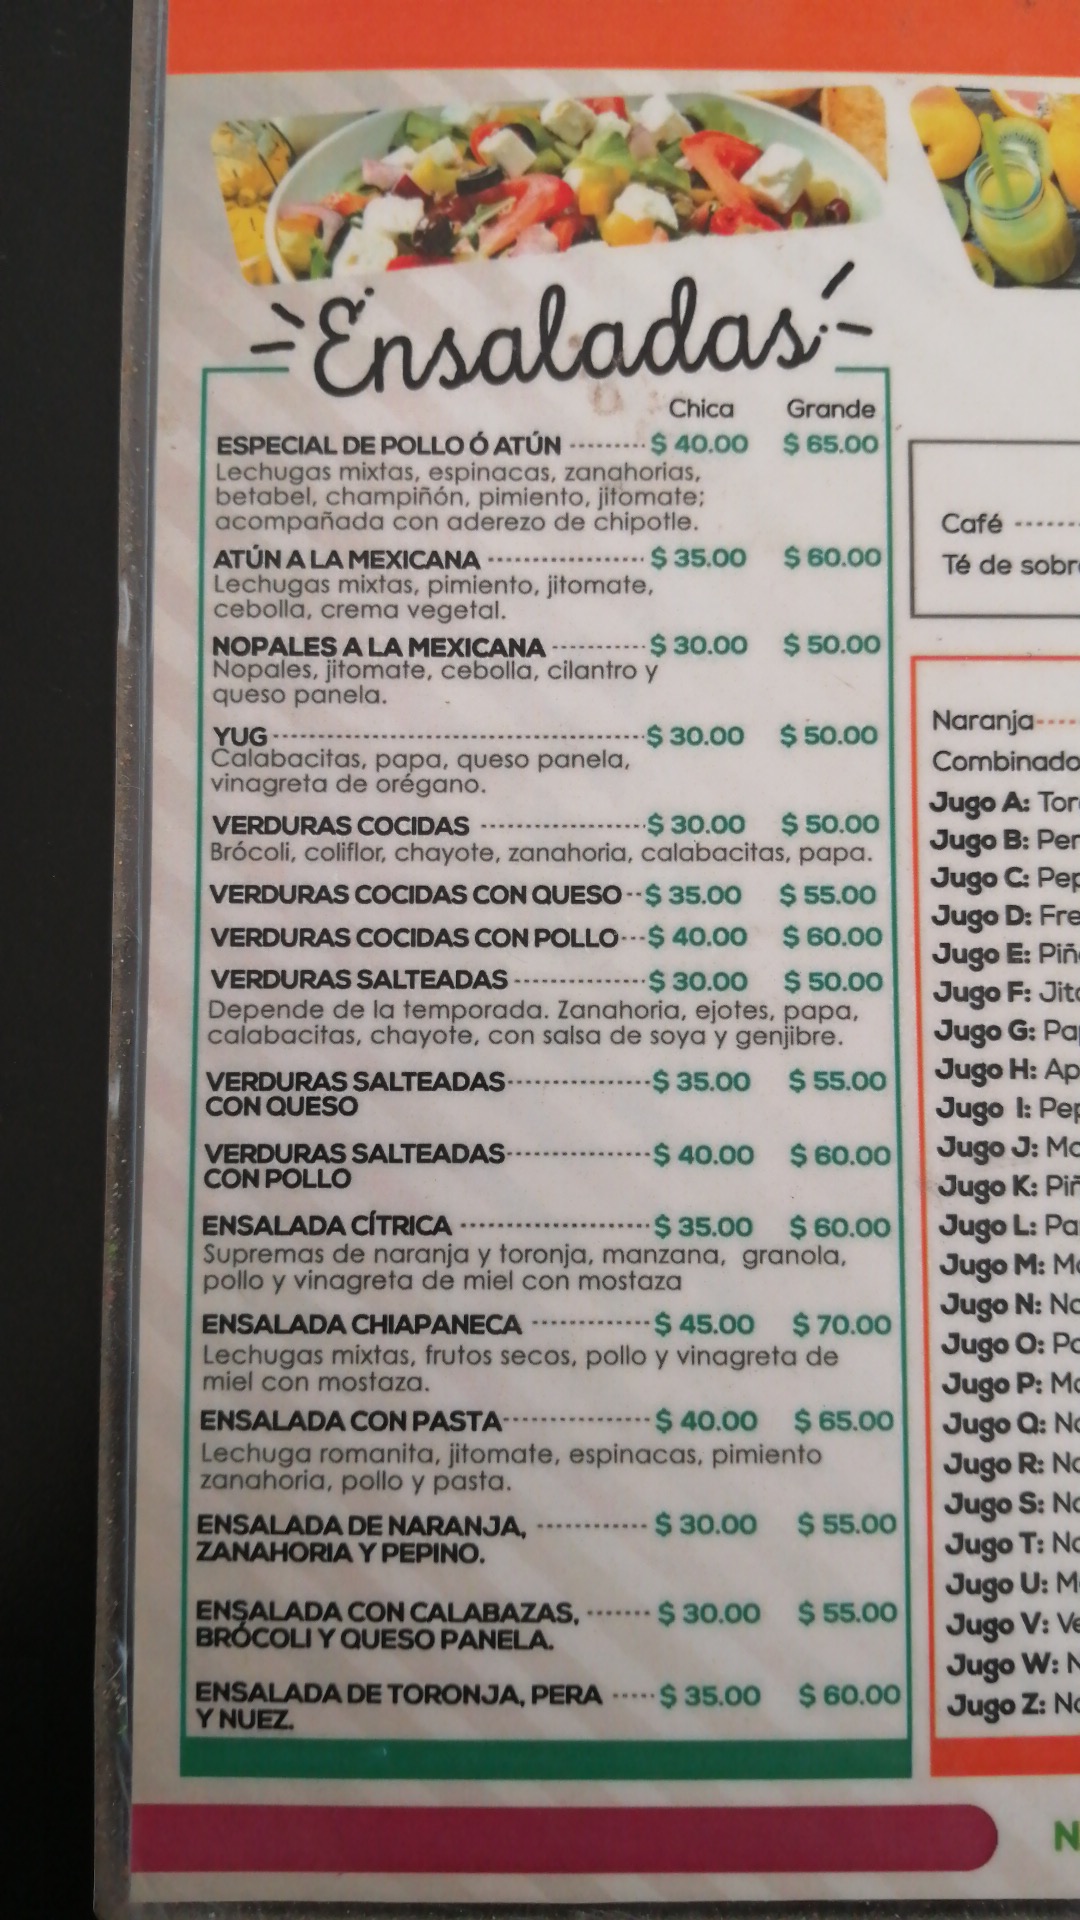 Ensaladas
Chica Grande
ESPECIAL DE POLLO Ó ATÚN --------- $ 40.00 $ 65.00
Lechugas mixtas, espinacas, zanahorias,
betabel, champiñón, pimiento, jitomate;
acompañada con aderezo de chipotle.
ATÚN A LA MEXICANA ------------------ $ 35.00 $ 60.00
Lechugas mixtas, pimiento, jitomate,
cebolla, crema vegetal.
NOPALES A LA MEXICANA ----------- $ 30.00 $ 50.00
Nopales, jitomate, cebolla, cilantro y
queso panela.
YUG ------------------------------------------- $ 30.00 $ 50.00
Calabacitas, papa, queso panela,
vinagreta de orégano.
VERDURAS COCIDAS ------------------- $ 30.00 $ 50.00
Brócoli, coliflor, chayote, zanahoria, calabacitas, papa.
VERDURAS COCIDAS CON QUESO -- $ 35.00 $ 55.00
VERDURAS COCIDAS CON POLLO --- $ 40.00 $ 60.00
VERDURAS SALTEADAS --------------- $ 30.00 $ 50.00
Depende de la temporada. Zanahoria, ejotes, papa,
calabacitas, chayote, con salsa de soya y genjibre.
VERDURAS SALTEADAS ---------------- $ 35.00 $ 55.00
CON QUESO
VERDURAS SALTEADAS ---------------- $ 40.00 $ 60.00
CON POLLO
ENSALADA CÍTRICA --------------------- $ 35.00 $ 60.00
Supremas de naranja y toronja, manzana, granola,
pollo y vinagreta de miel con mostaza
ENSALADA CHIAPANECA ------------- $ 45.00 $ 70.00
Lechugas mixtas, frutos secos, pollo y vinagreta de
miel con mostaza.
ENSALADA CON PASTA ---------------- $ 40.00 $ 65.00
Lechuga romanita, jitomate, espinacas, pimiento
zanahoria, pollo y pasta.
ENSALADA DE NARANJA, ------------ $ 30.00 $ 55.00
ZANAHORIA Y PEPINO.
ENSALADA CON CALABAZAS, ------- $ 30.00 $ 55.00
BRÓCOLI Y QUESO PANELA.
ENSALADA DE TORONJA, PERA ----- $ 35.00 $ 60.00
Y NUEZ.
Café -------
Té de
Naranja ----
Combinado
Jugo A:
Jugo B:
Jugo C:
Jugo D:
Jugo E:
Jugo F:
Jugo G:
Jugo H:
Jugo I:
Jugo J:
Jugo K:
Jugo L:
Jugo M:
Jugo N:
Jugo O:
Jugo P:
Jugo Q:
Jugo R:
Jugo S:
Jugo T:
Jugo U:
Jugo V:
Jugo W:
Jugo Z: